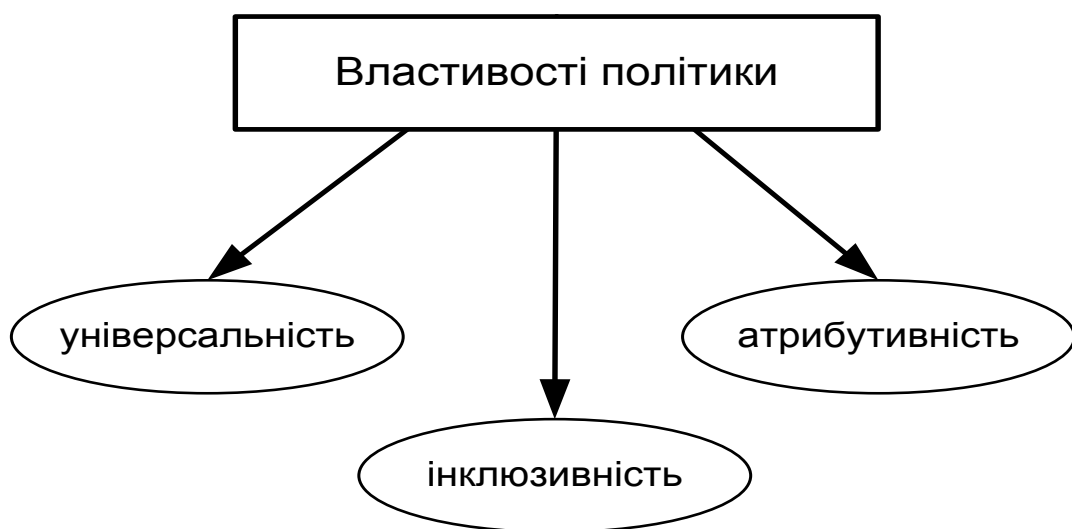 Властивості політики
універсальність
атрибутивність
інклюзивність